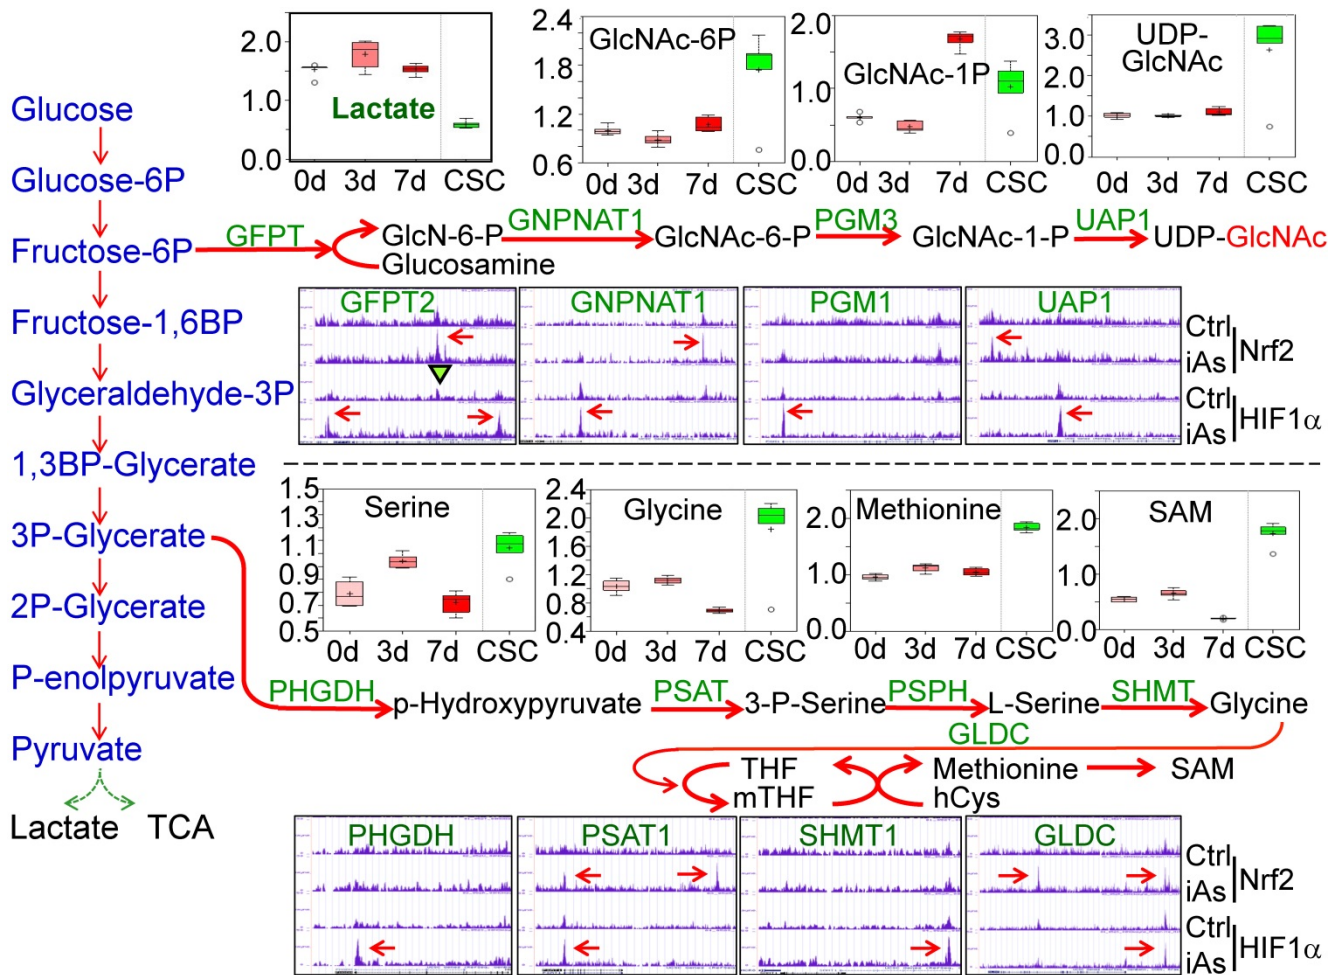 Glucose
Glucose-6P
Fructose-6P
Fructose-1,6BP
Glyceraldehyde-3P
1,3BP-Glycerate
3P-Glycerate
2P-Glycerate
P-enolpyruvate
Pyruvate
Lactate TCA
2.0
1.0
0.0
Lactate
0d 3d 7d CSC
2.4
1.8
1.2
0.6
GlcNAc-6P
0d 3d 7d CSC
2.0
1.0
0.0
GlcNAc-1P
0d 3d 7d CSC
3.0
2.0
1.0
0.0
UDP-
GlcNAc
0d 3d 7d CSC
GFPT
GlcN-6-P
Glucosamine
GNPNAT1
GlcNAc-6-P
PGM3
GlcNAc-1-P
UAP1
UDP-GlcNAc
GFPT2
GNPNAT1
PGM1
UAP1
Ctrl
iAs
Nrf2
Ctrl
iAs
HIF1α
1.5
1.3
1.1
0.9
0.7
0.5
Serine
0d 3d 7d CSC
2.4
2.0
1.6
1.2
0.8
0.4
Glycine
0d 3d 7d CSC
2.0
1.0
0.0
Methionine
0d 3d 7d CSC
2.0
1.0
0.0
SAM
0d 3d 7d CSC
PHGDH
p-Hydroxypyruvate
PSAT
3-P-Serine
PSPH
L-Serine
SHMT
Glycine
GLDC
THF
mTHF
Methionine
hCys
SAM
PHGDH
PSAT1
SHMT1
GLDC
Ctrl
iAs
Nrf2
Ctrl
iAs
HIF1α